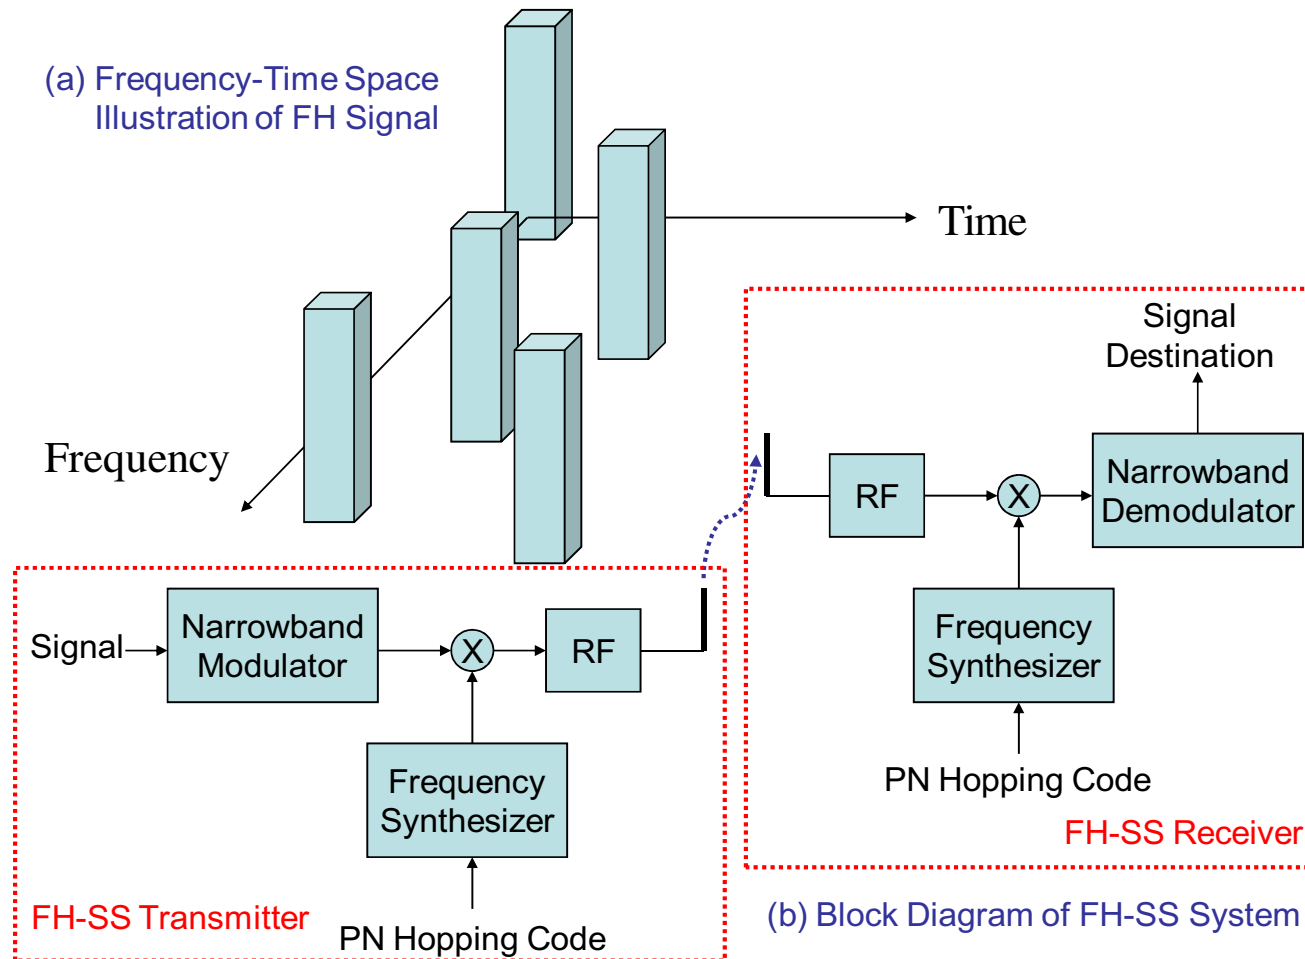 (a) Frequency-Time Space
Illustration of FH Signal
Time
Frequency
Signal
Destination
RF
X
Narrowband
Demodulator
Frequency
Synthesizer
PN Hopping Code
FH-SS Receiver
Signal
Narrowband
Modulator
X
RF
Frequency
Synthesizer
PN Hopping Code
FH-SS Transmitter
(b) Block Diagram of FH-SS System